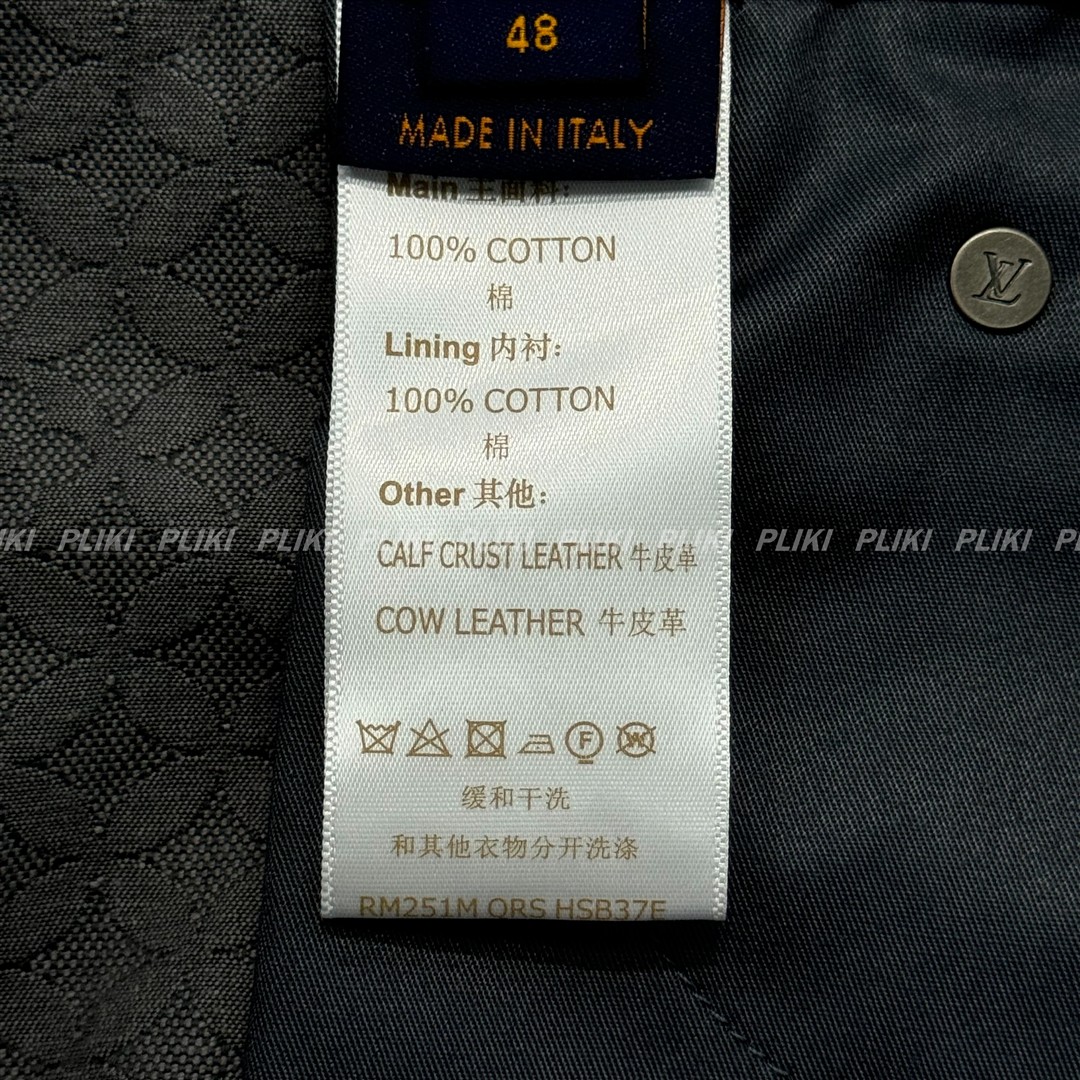 48
MADE IN ITALY
Main 主面料:
100% COTTON
棉
Lining 内衬:
100% COTTON
棉
Other 其他:
PLIKI PLIKI PLIKI PLIKI PLIKI PLIKI
CALF CRUST LEATHER 牛皮革
COW LEATHER 牛皮革
F
W
缓和干洗
和其他衣物分开洗涤
RM251M QRS HSB37E
LV